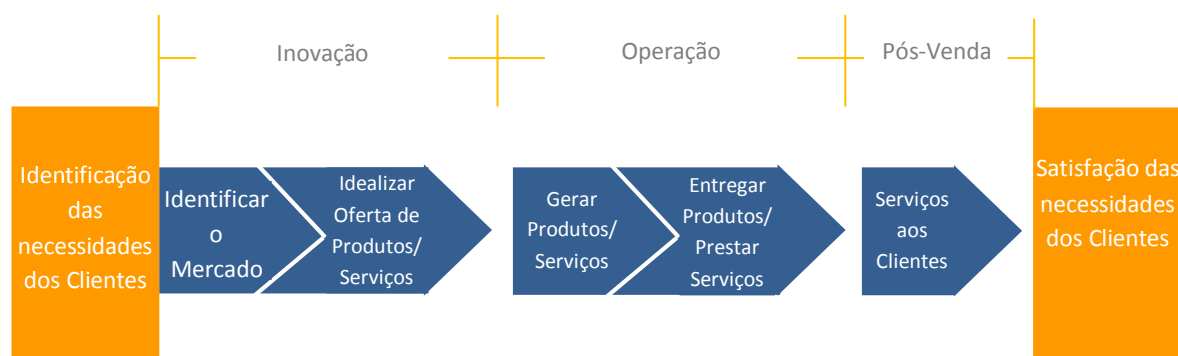 Inovação
Operação
Pós-Venda
Identificação
das
necessidades
dos Clientes
Identificar
o
Mercado
Idealizar
Oferta de
Produtos/
Serviços
Gerar
Produtos/
Serviços
Entregar
Produtos/
Prestar
Serviços
Serviços
aos
Clientes
Satisfação das
necessidades
dos Clientes